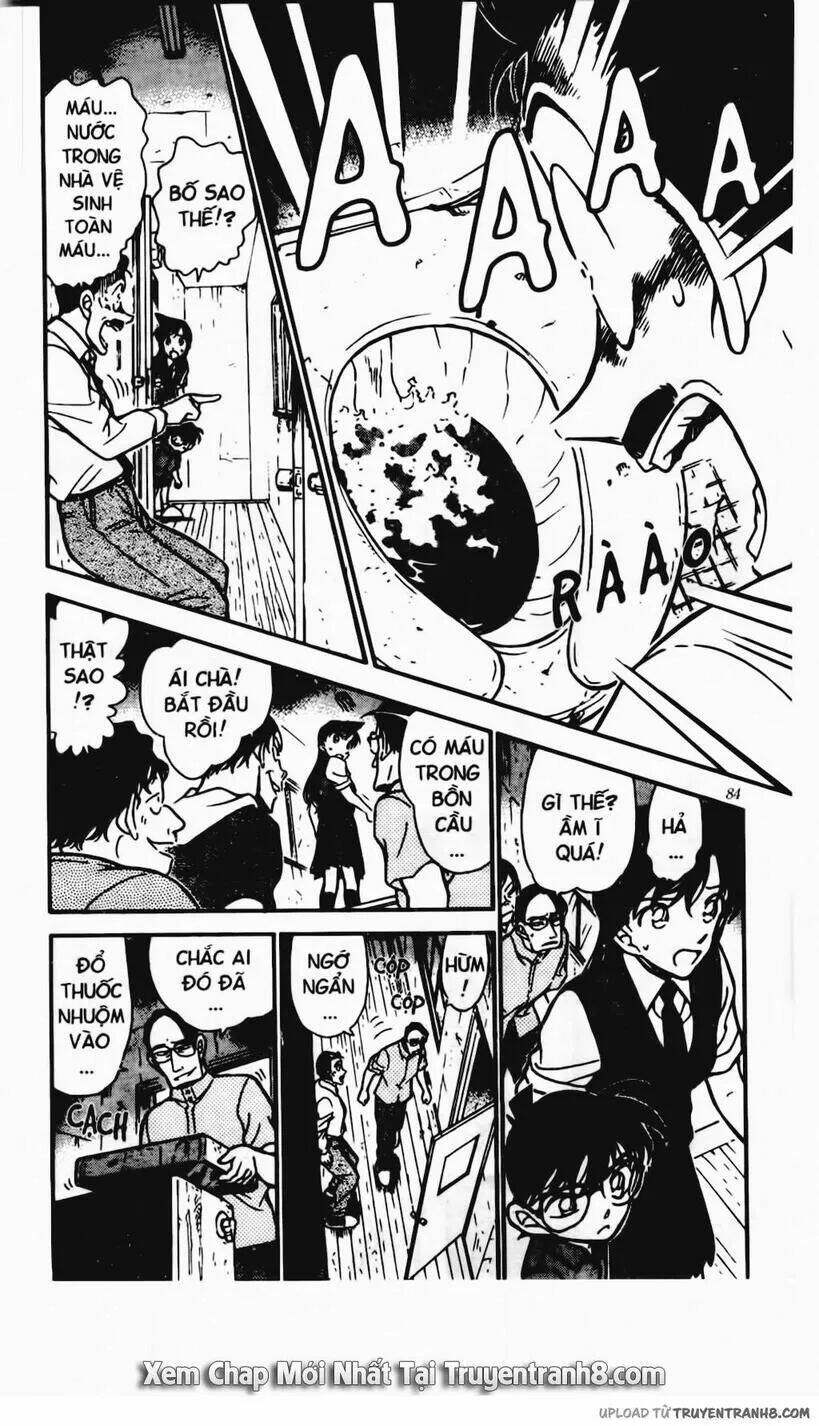 MÁU...
NƯỚC
TRONG
NHÀ VỆ
SINH
TOÀN
MÁU...
BỐ SAO
THẾ!?
A A A A
RÀÀO
THẬT
SAO
!?
ÁI CHÀ!
BẮT ĐẦU
RỒI!
CÓ MÁU
TRONG
BỒN
CẦU
...
84
GÌ THẾ?
ẦM Ĩ
QUÁ!
HẢ
...
ĐỔ
THUỐC
NHUỘM
VÀO
...
CHẮC AI
ĐÓ ĐÃ
...
CẠCH
NGỚ
NGẨN
CỘP
CỘP
HỪM
!
Xem Chap Mới Nhất Tại Truyentranh8.com
UPLOAD TỪ TRUYENTRANH8.COM